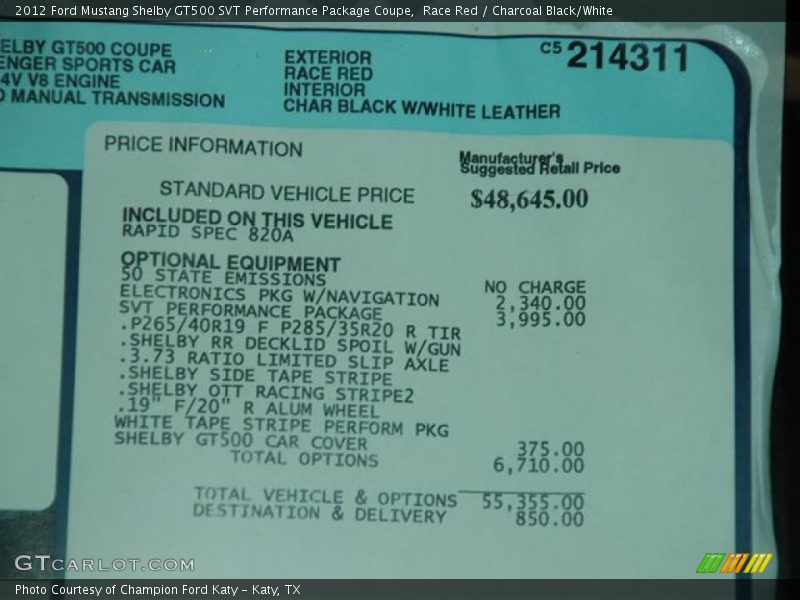 2012 Ford Mustang Shelby GT500 SVT Performance Package Coupe, Race Red / Charcoal Black/White
ELBY GT500 COUPE
ENGER SPORTS CAR
4V V8 ENGINE
D MANUAL TRANSMISSION
EXTERIOR
RACE RED
INTERIOR
CHAR BLACK W/WHITE LEATHER
C5 214311
PRICE INFORMATION
Manufacturer's
Suggested Retail Price
STANDARD VEHICLE PRICE $48,645.00
INCLUDED ON THIS VEHICLE
RAPID SPEC 820A
OPTIONAL EQUIPMENT
50 STATE EMISSIONS NO CHARGE
ELECTRONICS PKG W/NAVIGATION 2,340.00
SVT PERFORMANCE PACKAGE 3,995.00
.P265/40R19 F P285/35R20 R TIR
.SHELBY RR DECKLID SPOIL W/GUN
.3.73 RATIO LIMITED SLIP AXLE
.SHELBY SIDE TAPE STRIPE
.SHELBY OTT RACING STRIPE2
.19" F/20" R ALUM WHEEL
WHITE TAPE STRIPE PERFORM PKG
SHELBY GT500 CAR COVER 375.00
TOTAL OPTIONS 6,710.00
TOTAL VEHICLE & OPTIONS 55,355.00
DESTINATION & DELIVERY 850.00
GTCARLOT.COM
Photo Courtesy of Champion Ford Katy - Katy, TX